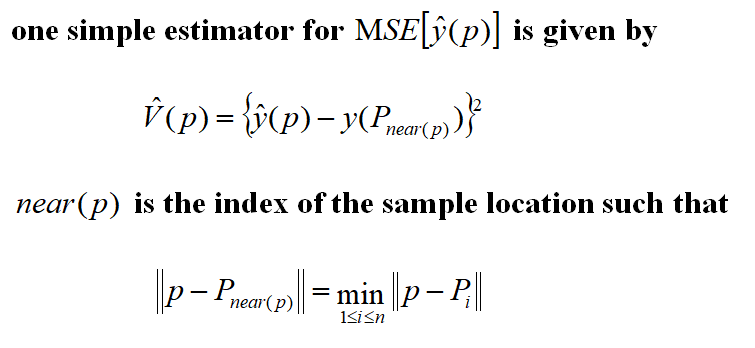 one simple estimator for MSE[ŷ(p)] is given by
V̂(p) = {ŷ(p) − y(P_near(p))}²
near(p) is the index of the sample location such that
‖p − P_near(p)‖ = min_{1≤i≤n} ‖p − P_i‖